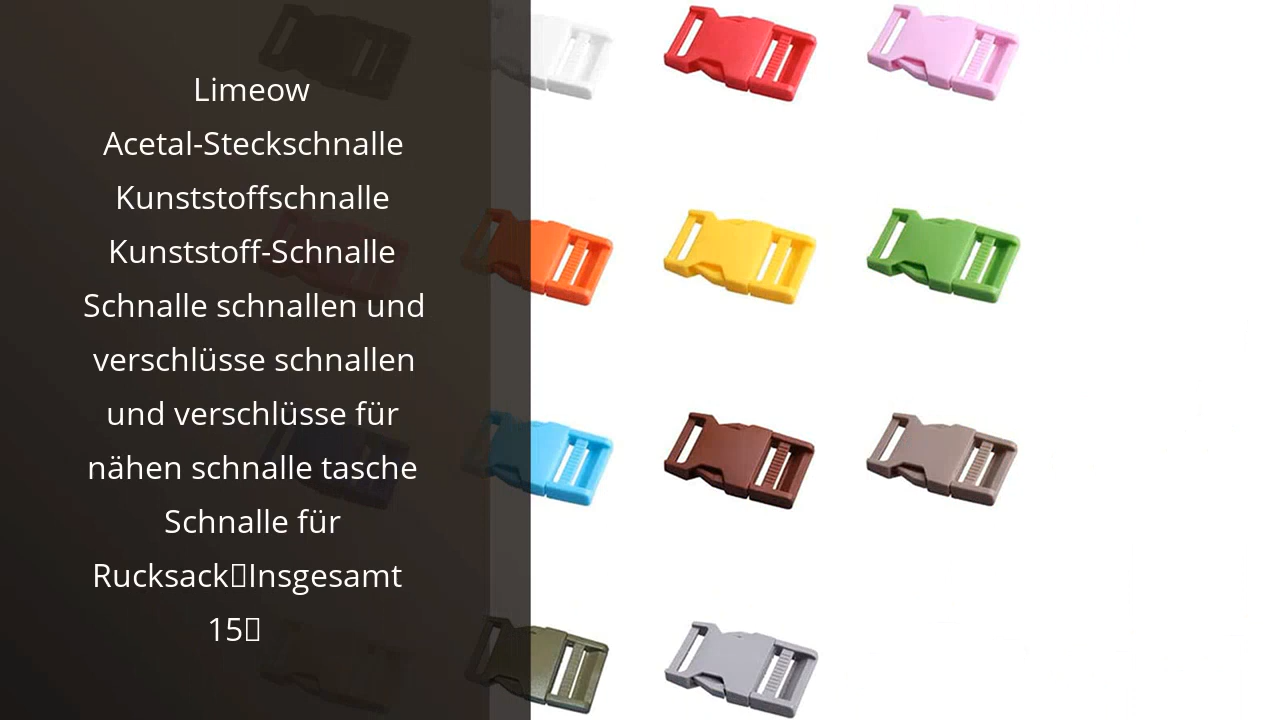 Limeow
Acetal-Steckschnalle
Kunststoffschnalle
Kunststoff-Schnalle
Schnalle schnallen und
verschlüsse schnallen
und verschlüsse für
nähen schnalle tasche
Schnalle für
Rucksack▯Insgesamt
15▯